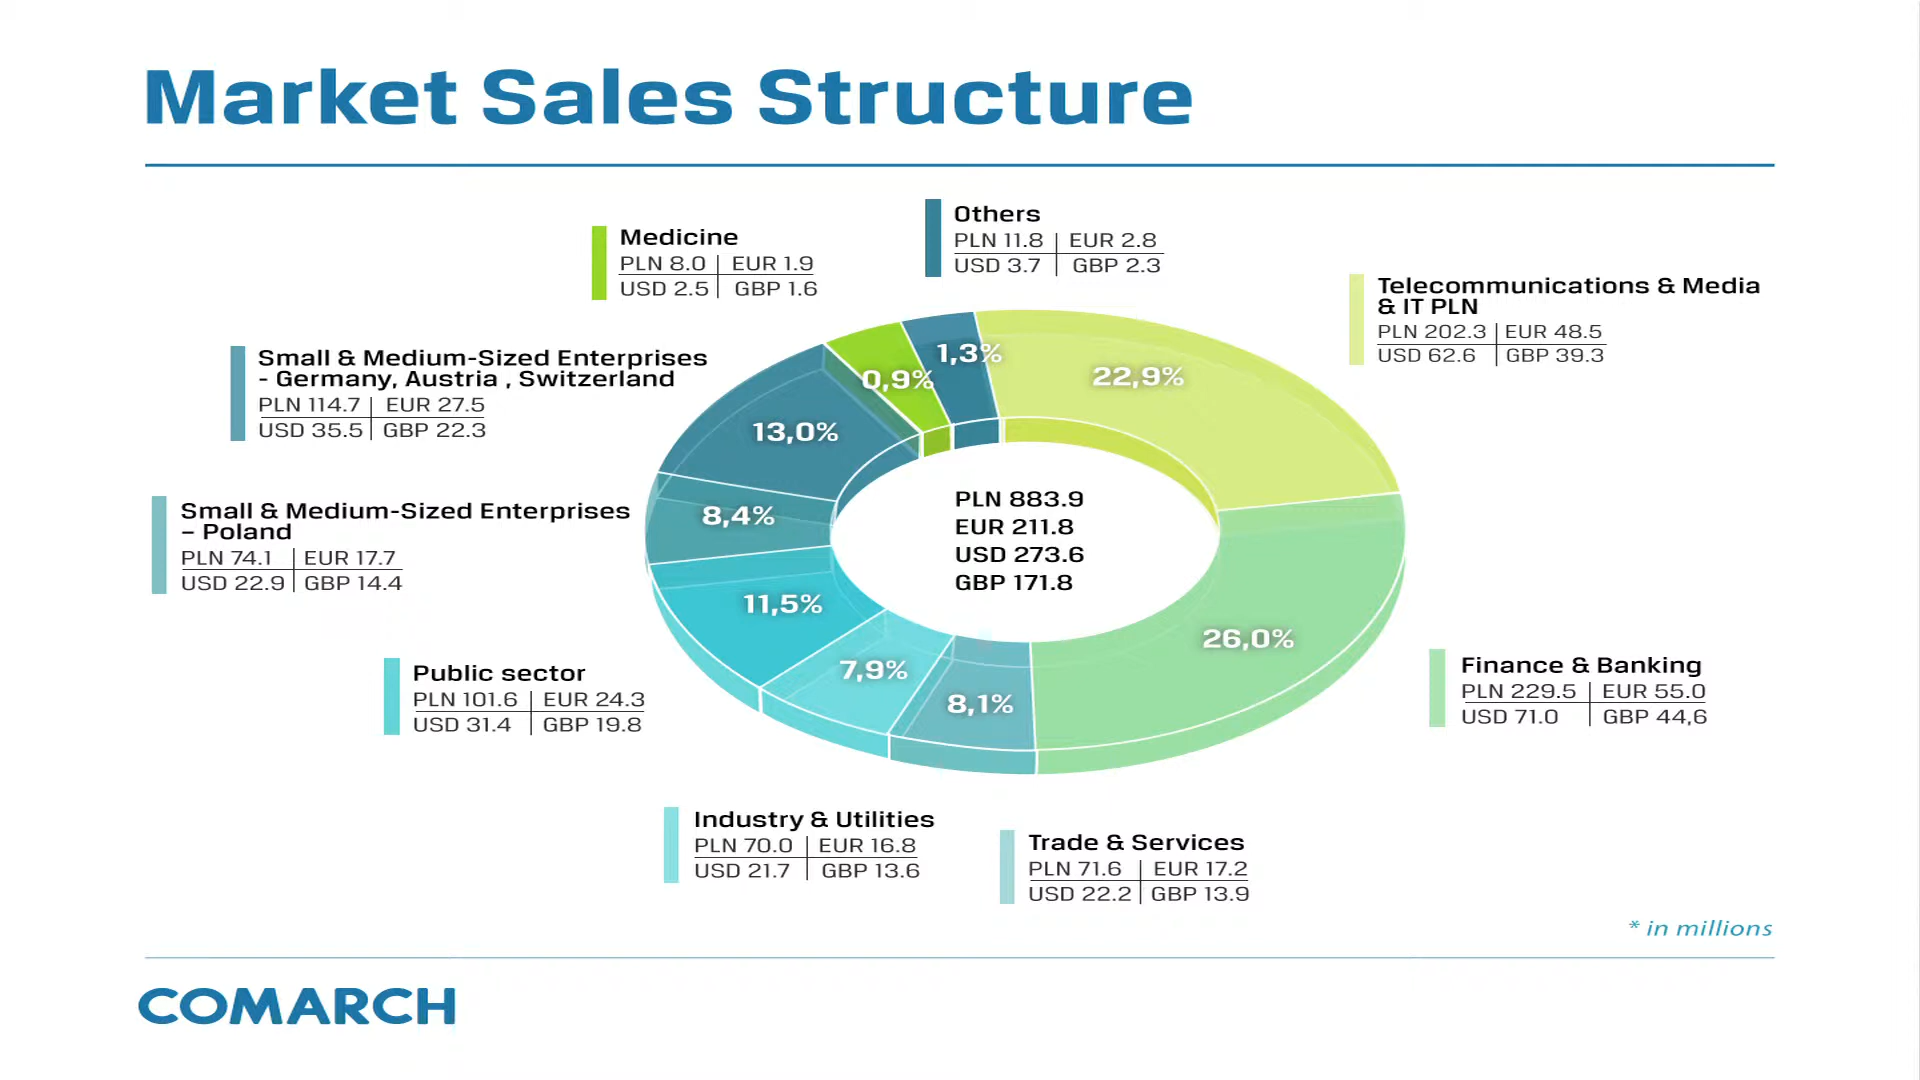 Market Sales Structure
Others
PLN 11.8 | EUR 2.8
USD 3.7 | GBP 2.3
Medicine
PLN 8.0 | EUR 1.9
USD 2.5 | GBP 1.6
Telecommunications & Media
& IT PLN
PLN 202.3 | EUR 48.5
USD 62.6 | GBP 39.3
Small & Medium-Sized Enterprises
- Germany, Austria , Switzerland
PLN 114.7 | EUR 27.5
USD 35.5 | GBP 22.3
1,3%
0,9%
22,9%
13,0%
8,4%
11,5%
7,9%
8,1%
26,0%
PLN 883.9
EUR 211.8
USD 273.6
GBP 171.8
Small & Medium-Sized Enterprises
– Poland
PLN 74.1 | EUR 17.7
USD 22.9 | GBP 14.4
Public sector
PLN 101.6 | EUR 24.3
USD 31.4 | GBP 19.8
Finance & Banking
PLN 229.5 | EUR 55.0
USD 71.0 | GBP 44,6
Industry & Utilities
PLN 70.0 | EUR 16.8
USD 21.7 | GBP 13.6
Trade & Services
PLN 71.6 | EUR 17.2
USD 22.2 | GBP 13.9
* in millions
COMARCH